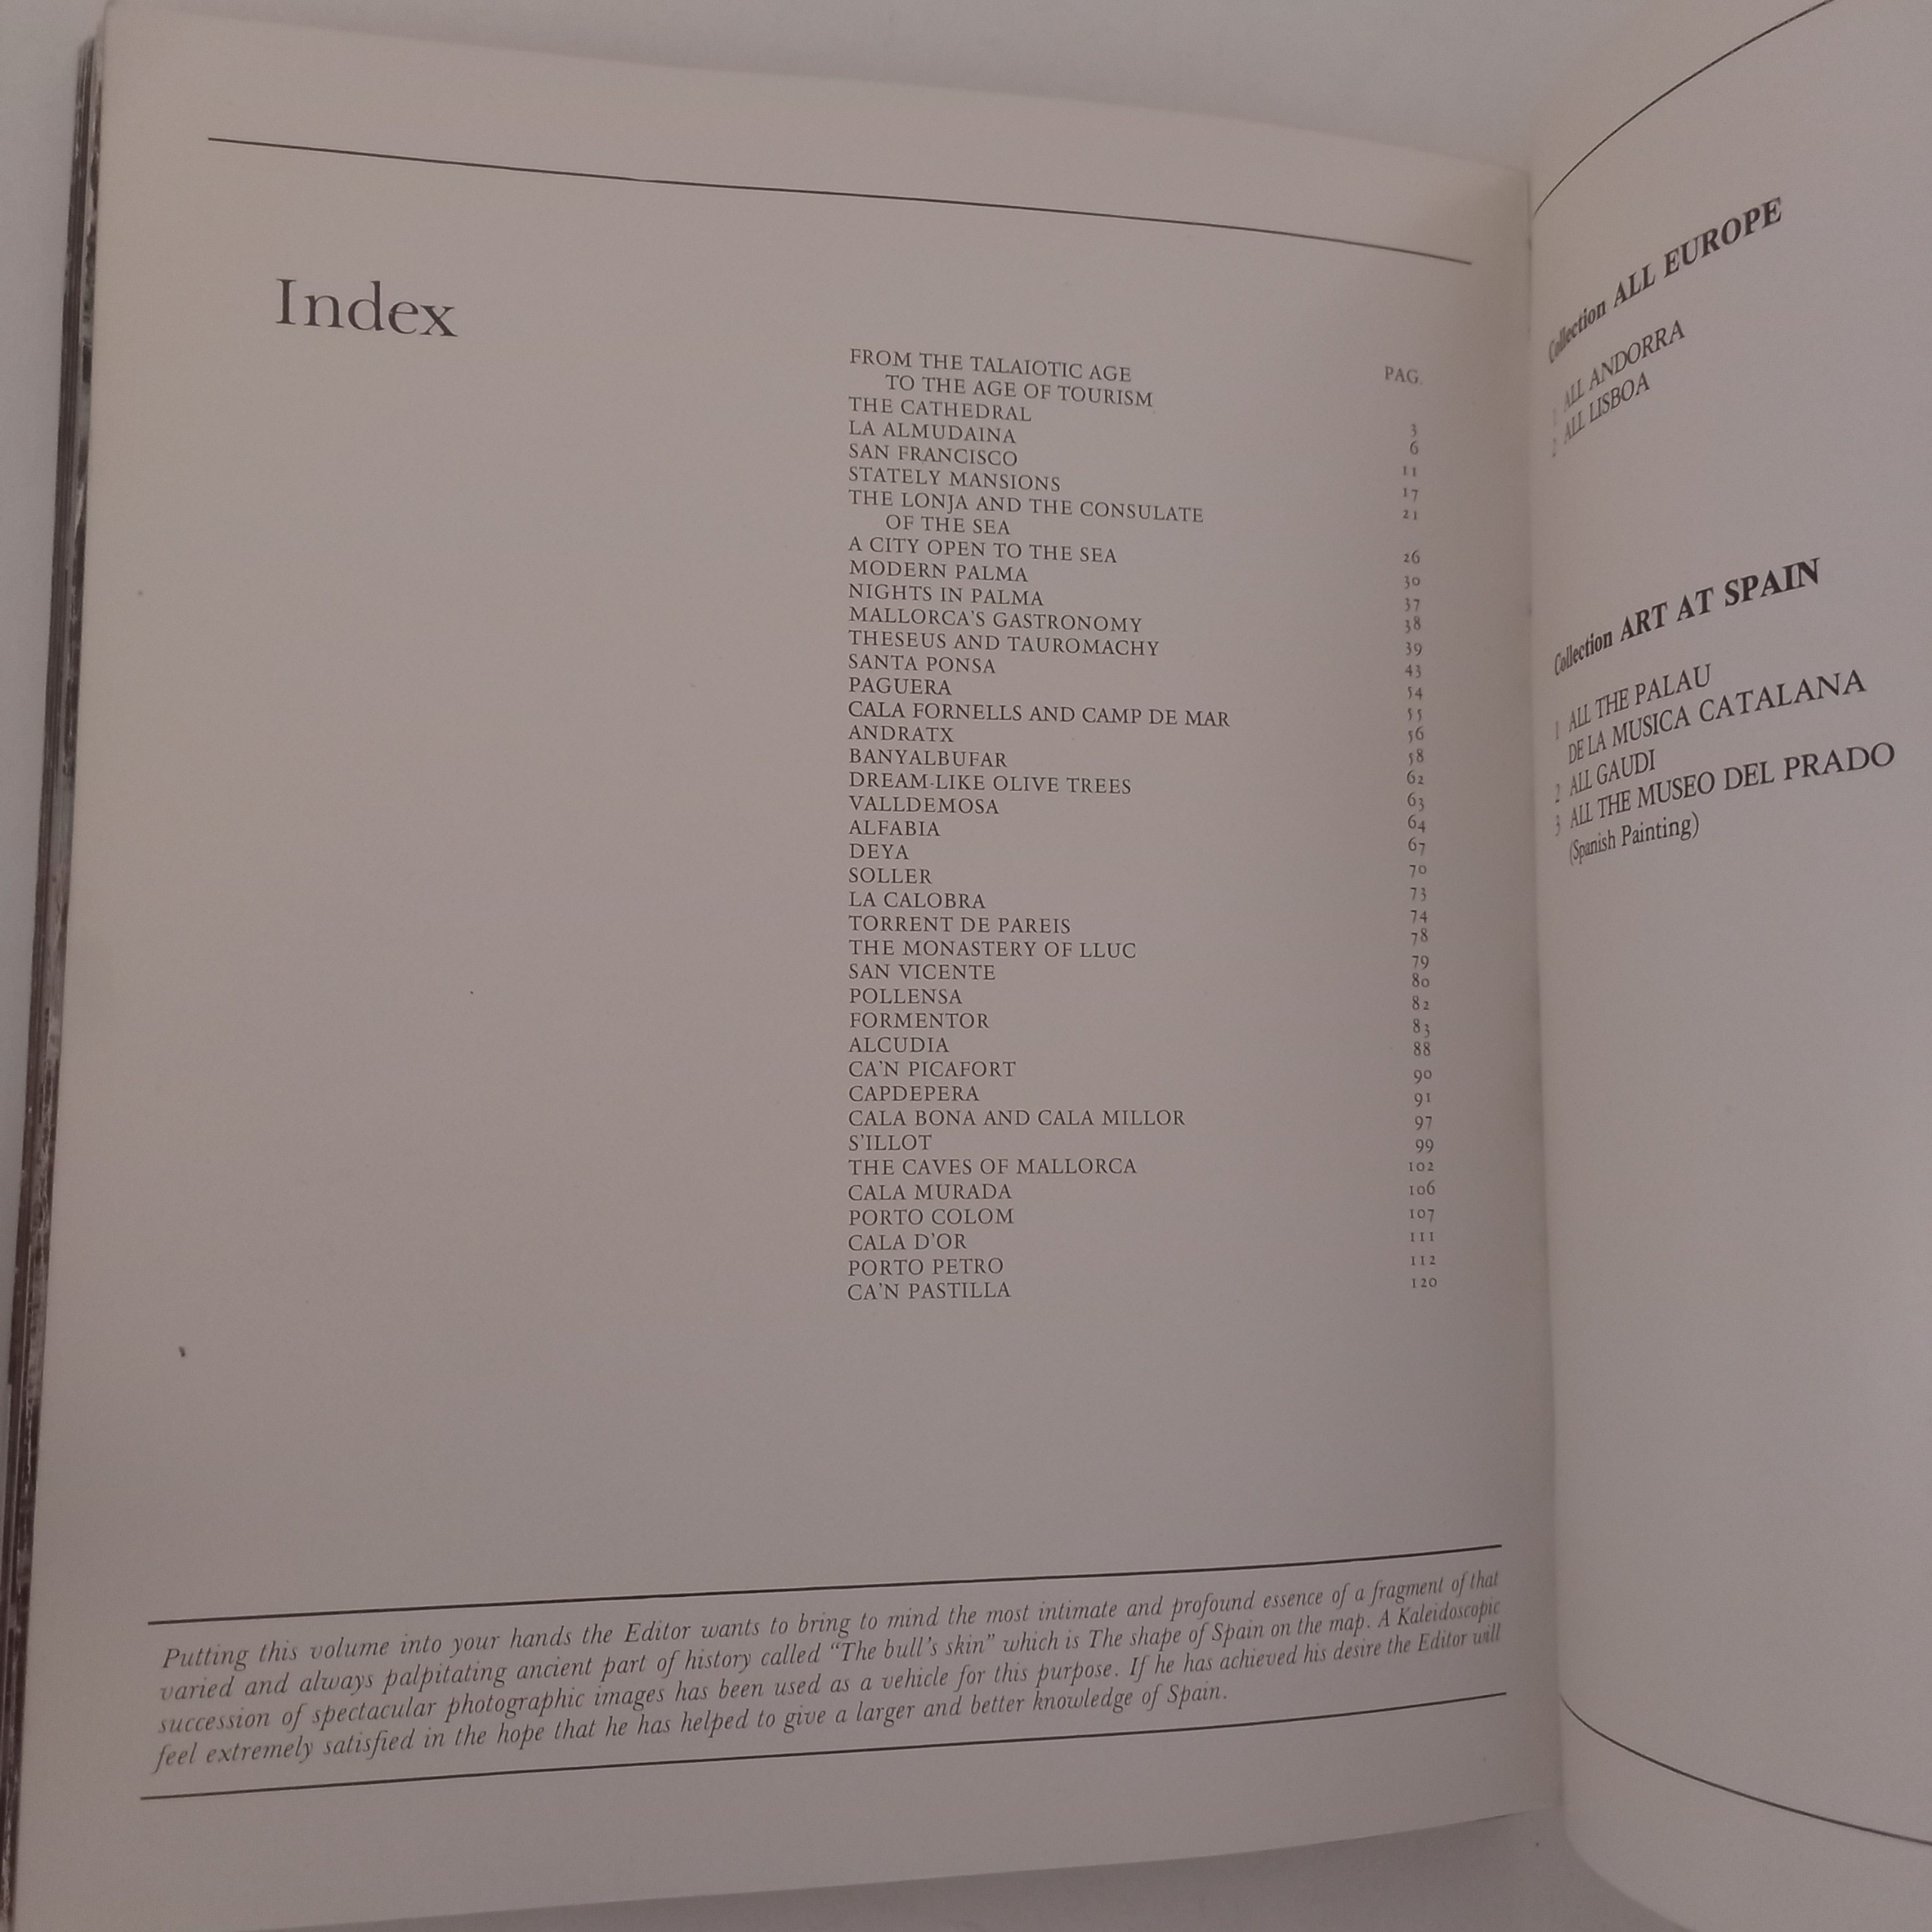 Index
PAG.
FROM THE TALAIOTIC AGE
TO THE AGE OF TOURISM 3
THE CATHEDRAL 6
LA ALMUDAINA 11
SAN FRANCISCO 17
STATELY MANSIONS 21
THE LONJA AND THE CONSULATE
OF THE SEA 26
A CITY OPEN TO THE SEA 30
MODERN PALMA 37
NIGHTS IN PALMA 38
MALLORCA'S GASTRONOMY 39
THESEUS AND TAUROMACHY 43
SANTA PONSA 54
PAGUERA 55
CALA FORNELLS AND CAMP DE MAR 56
ANDRATX 58
BANYALBUFAR 62
DREAM-LIKE OLIVE TREES 63
VALLDEMOSA 64
ALFABIA 67
DEYA 70
SOLLER 73
LA CALOBRA 74
TORRENT DE PAREIS 78
THE MONASTERY OF LLUC 79
SAN VICENTE 80
POLLENSA 82
FORMENTOR 83
ALCUDIA 88
CA'N PICAFORT 90
CAPDEPERA 91
CALA BONA AND CALA MILLOR 97
S'ILLOT 99
THE CAVES OF MALLORCA 102
CALA MURADA 106
PORTO COLOM 107
CALA D'OR 111
PORTO PETRO 112
CA'N PASTILLA 120
Putting this volume into your hands the Editor wants to bring to mind the most intimate and profound essence of a fragment of that
varied and always palpitating ancient part of history called “The bull's skin” which is The shape of Spain on the map. A Kaleidoscopic
succession of spectacular photographic images has been used as a vehicle for this purpose. If he has achieved his desire the Editor will
feel extremely satisfied in the hope that he has helped to give a larger and better knowledge of Spain.
Collection ALL EUROPE
1 ALL ANDORRA
2 ALL LISBOA
Collection ART AT SPAIN
1 ALL THE PALAU
DE LA MUSICA CATALANA
2 ALL GAUDI
3 ALL THE MUSEO DEL PRADO
(Spanish Painting)